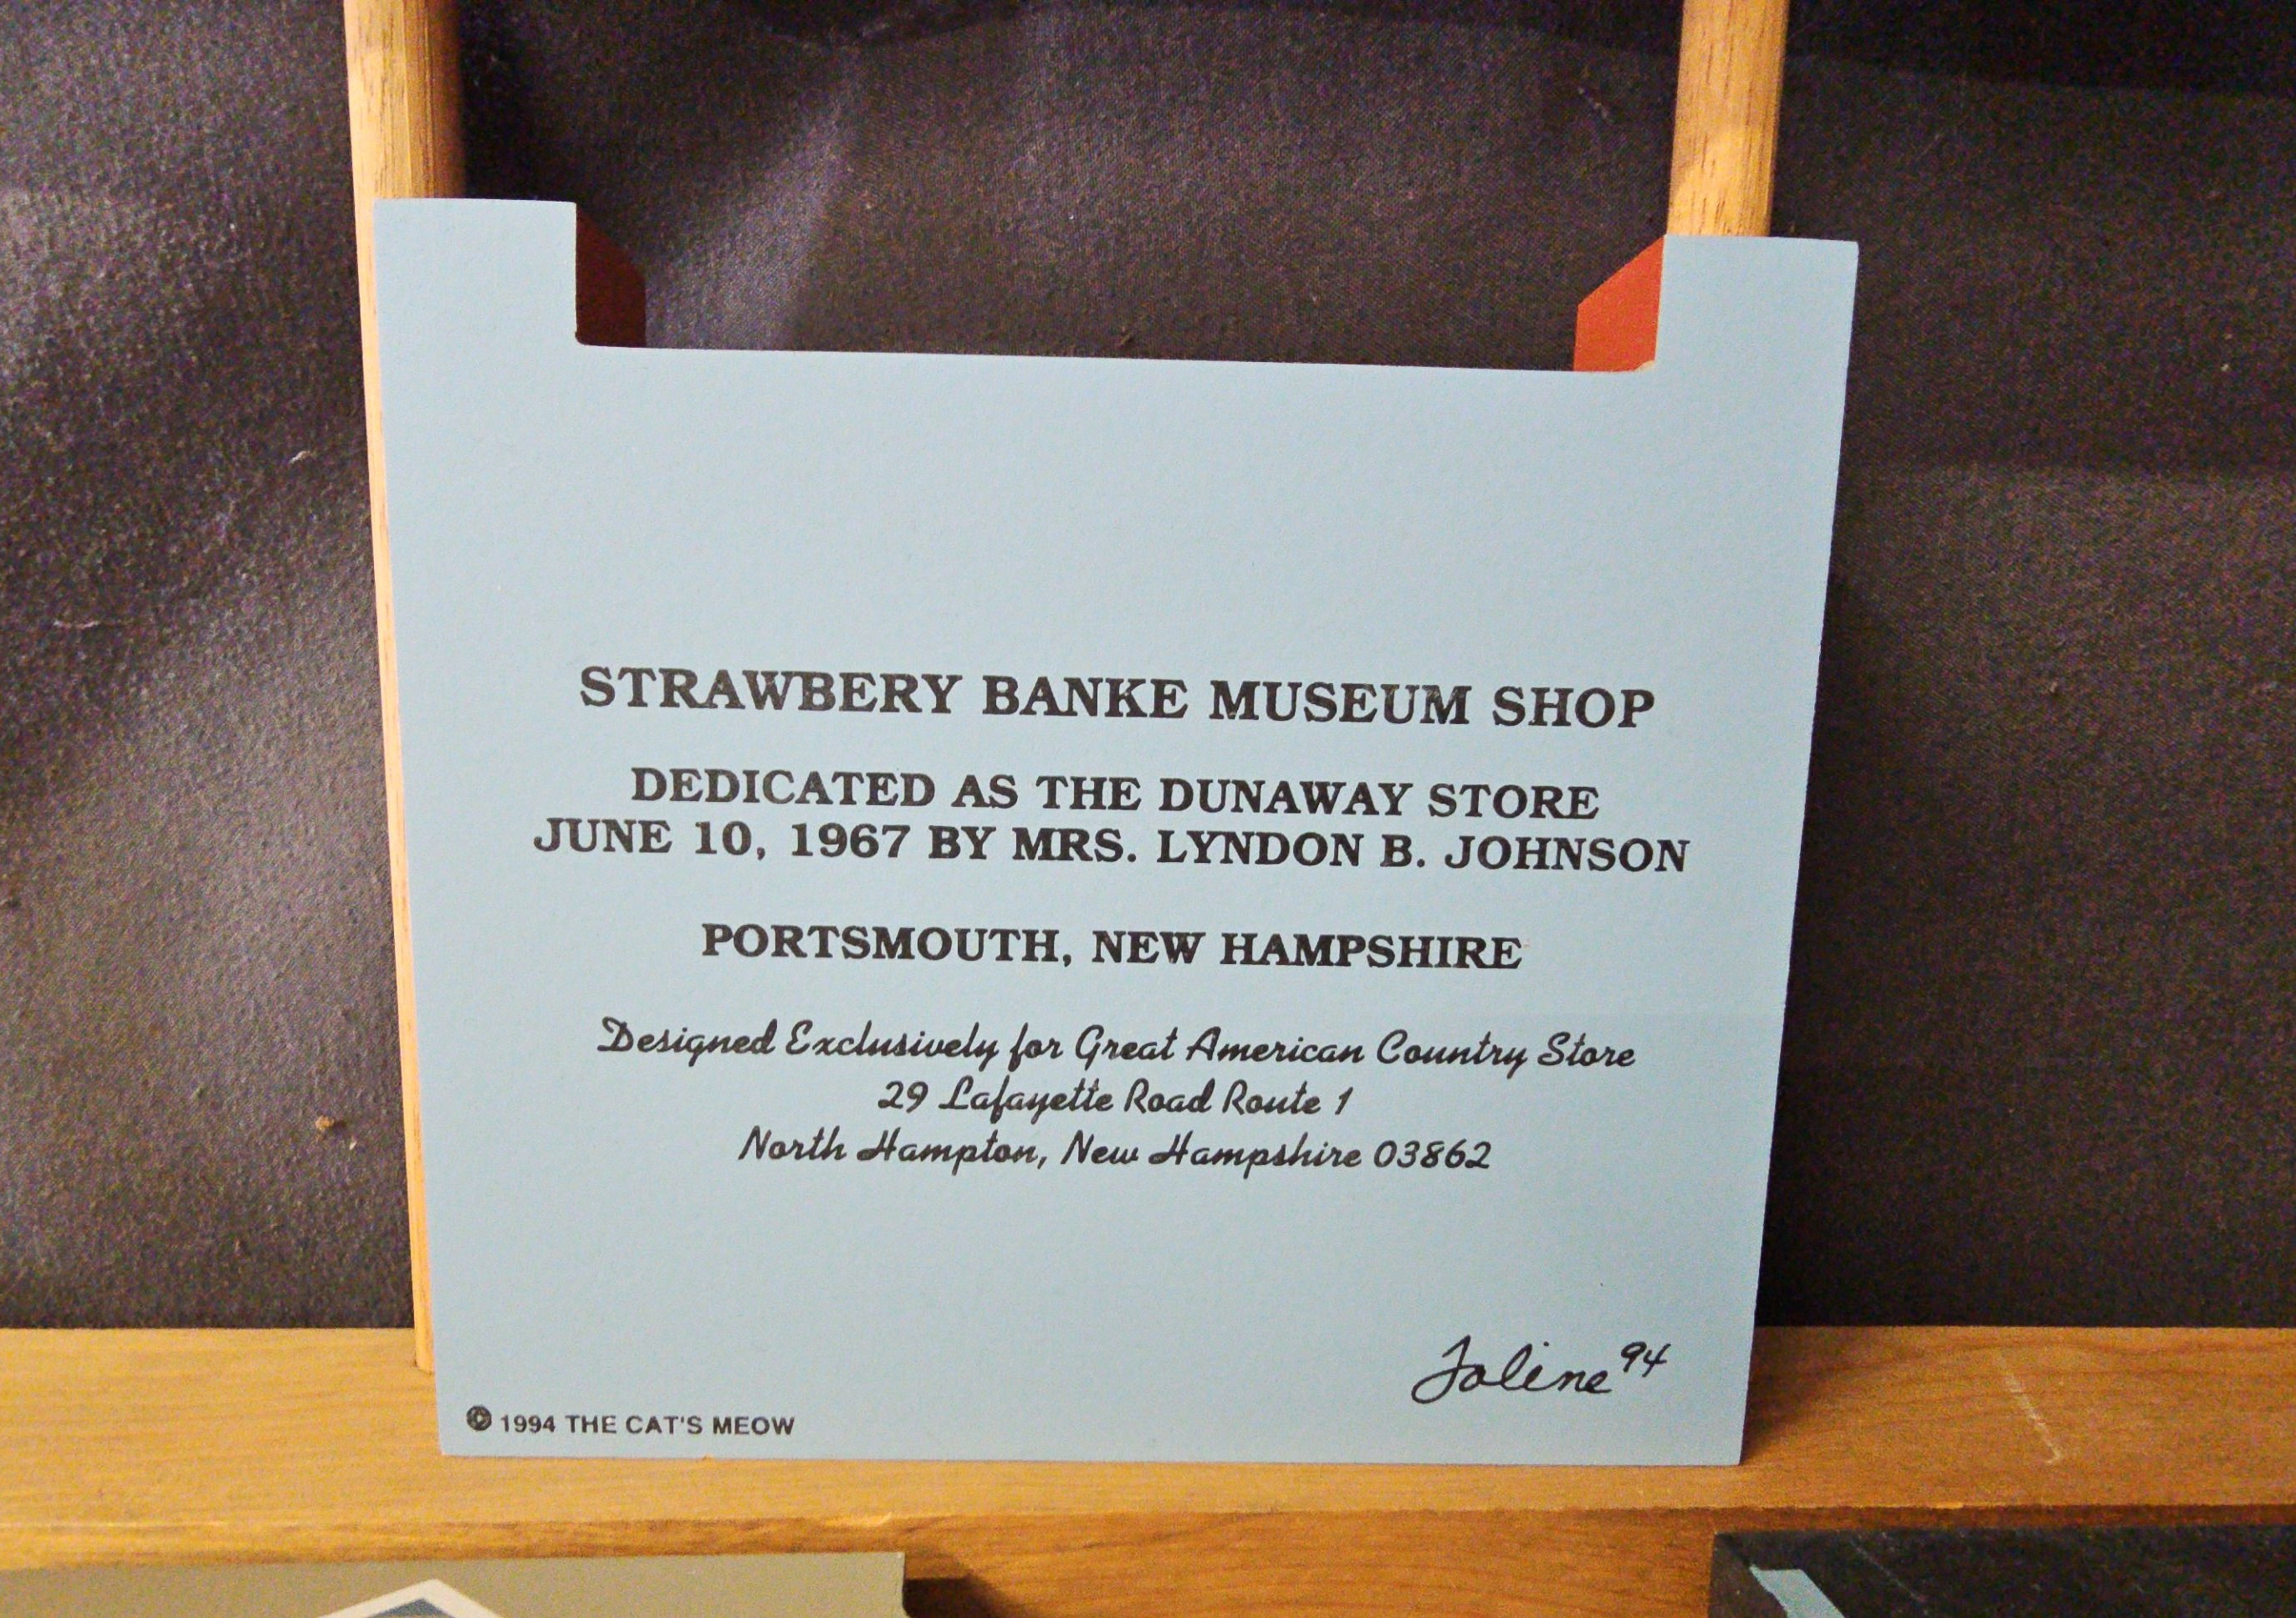 STRAWBERY BANKE MUSEUM SHOP
DEDICATED AS THE DUNAWAY STORE
JUNE 10, 1967 BY MRS. LYNDON B. JOHNSON
PORTSMOUTH, NEW HAMPSHIRE
Designed Exclusively for Great American Country Store
29 Lafayette Road Route 1
North Hampton, New Hampshire 03862
Faline 94
© 1994 THE CAT'S MEOW